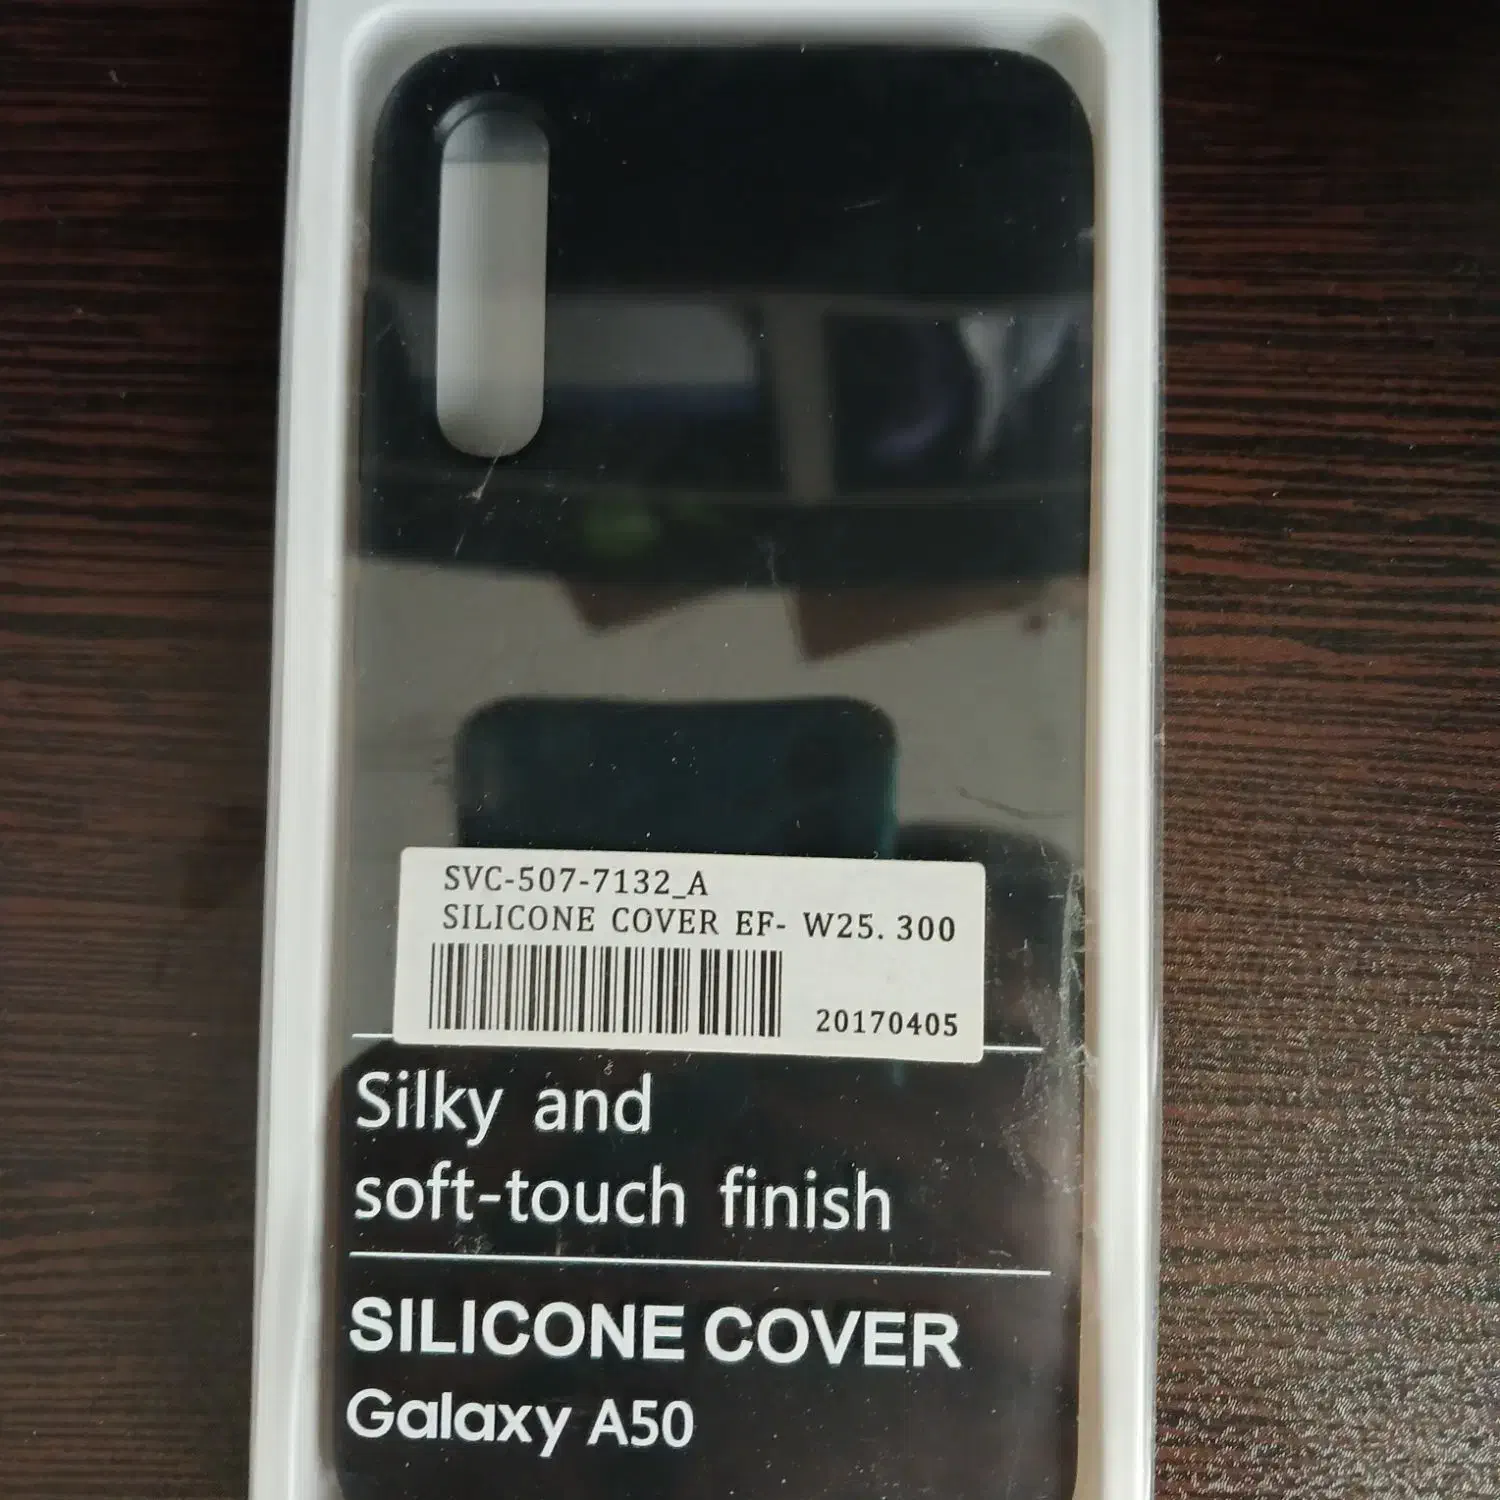 SVC-507-7132_A
SILICONE COVER EF- W25. 300
20170405
Silky and
soft-touch finish
SILICONE COVER
Galaxy A50